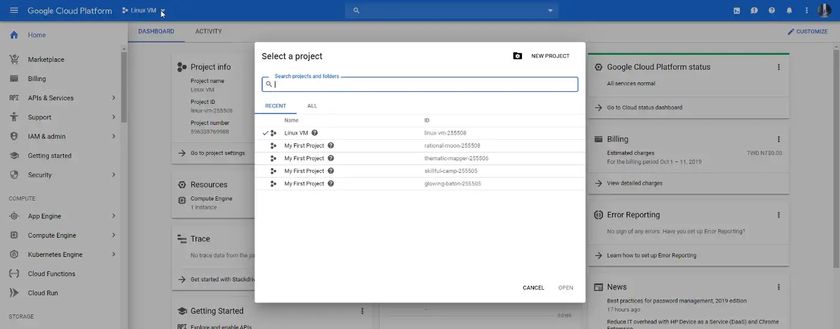 Google Cloud Platform
Linux VM
Home
Marketplace
Billing
APIs & Services
Support
IAM & admin
Getting started
Security
COMPUTE
App Engine
Compute Engine
Kubernetes Engine
Cloud Functions
Cloud Run
STORAGE
DASHBOARD ACTIVITY
CUSTOMIZE
Project info
Project name
Linux VM
Project ID
linux-vm-255508
Project number
Go to project settings
Resources
Compute Engine
1 instance
Trace
No trace data from the pa
Get started with Stackdriv
Getting Started
Explore and enable APIs
Select a project
NEW PROJECT
Search projects and folders
RECENT ALL
Name ID
Linux VM linux-vm-255508
My First Project rational-moon-255508
My First Project thematic-mapper-255506
My First Project skillful-camp-255505
My First Project glowing-baton-255505
CANCEL OPEN
Google Cloud Platform status
All services normal
Go to Cloud status dashboard
Billing
Estimated charges
For the billing period Oct 1 – 11, 2019
View detailed charges
Error Reporting
No sign of any errors. Have you set up Error Reporting?
Learn how to set up Error Reporting
News
Best practices for password management, 2019 edition
17 hours ago
Reduce IT overhead with HP Device as a Service (DaaS) and Chrome
Enterprise